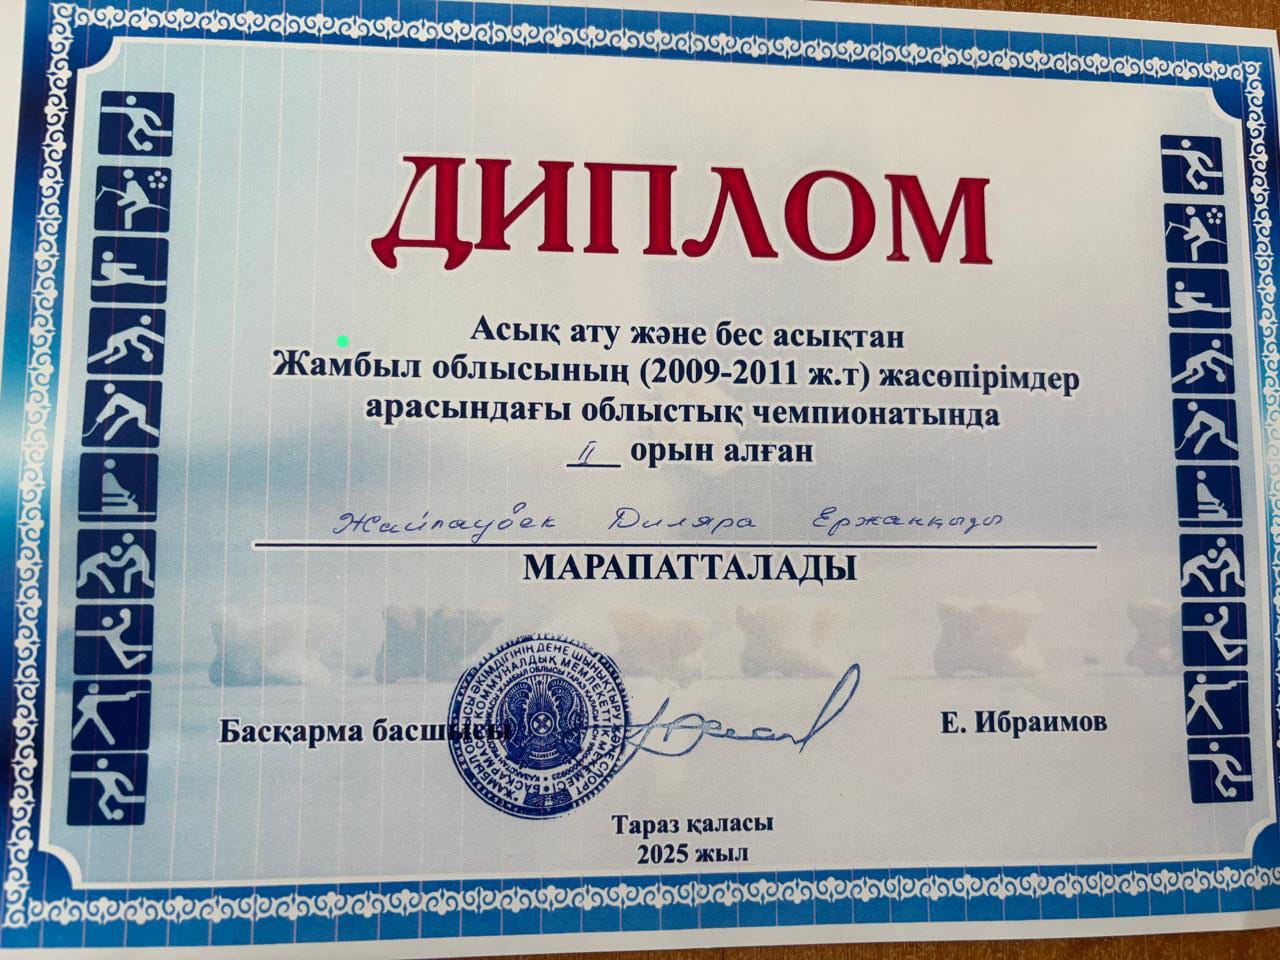 ДИПЛОМ
Асық ату және бес асықтан
Жамбыл облысының (2009-2011 ж.т) жасөпірімдер
арасындағы облыстық чемпионатында
II орын алған
Жайлаубек Диляра Ержанқызы
МАРАПАТТАЛАДЫ
Басқарма басшысы
Е. Ибраимов
Тараз қаласы
2025 жыл